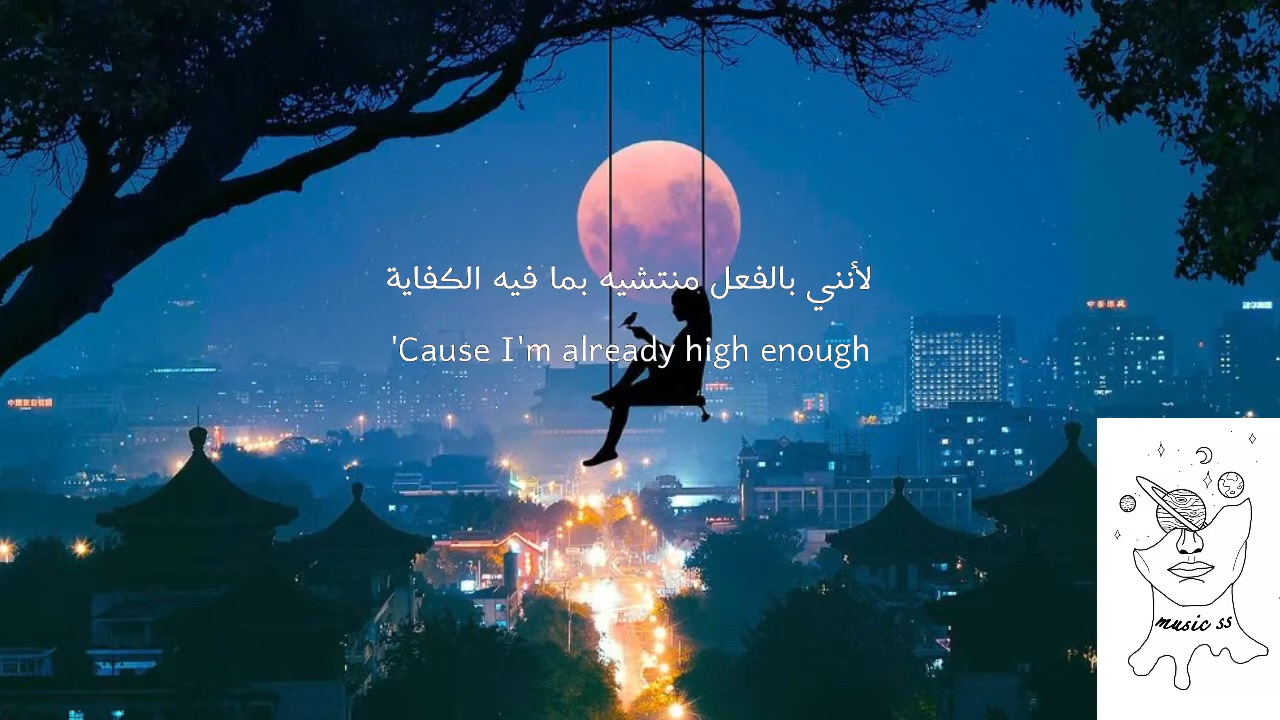 لأنني بالفعل منتشيه بما فيه الكفاية
'Cause I'm already high enough
music ss